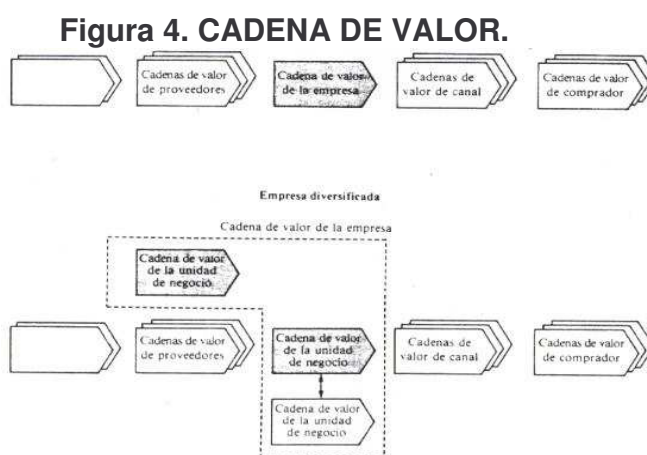 Figura 4. CADENA DE VALOR.
Cadenas de valor
de proveedores
Cadena de valor
de la empresa
Cadenas de
valor de canal
Cadenas de valor
de comprador
Empresa diversificada
Cadena de valor de la empresa
Cadena de valor
de la unidad
de negocio
Cadenas de valor
de proveedores
Cadena de valor
de la unidad
de negocio
Cadenas de
valor de canal
Cadenas de valor
de comprador
Cadena de valor
de la unidad
de negocio